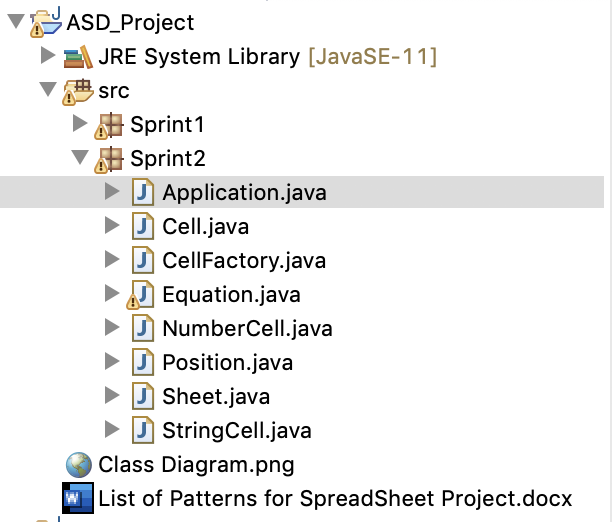 ASD_Project
JRE System Library [JavaSE-11]
src
Sprint1
Sprint2
Application.java
Cell.java
CellFactory.java
Equation.java
NumberCell.java
Position.java
Sheet.java
StringCell.java
Class Diagram.png
List of Patterns for SpreadSheet Project.docx